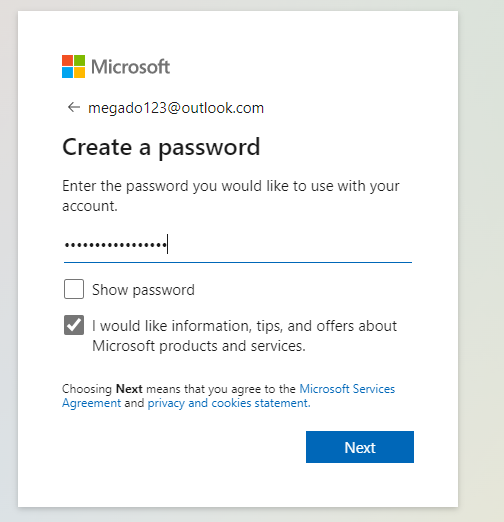 Microsoft
← megado123@outlook.com
Create a password
Enter the password you would like to use with your
account.
•••••••••••••••••
Show password
I would like information, tips, and offers about
Microsoft products and services.
Choosing Next means that you agree to the Microsoft Services
Agreement and privacy and cookies statement.
Next